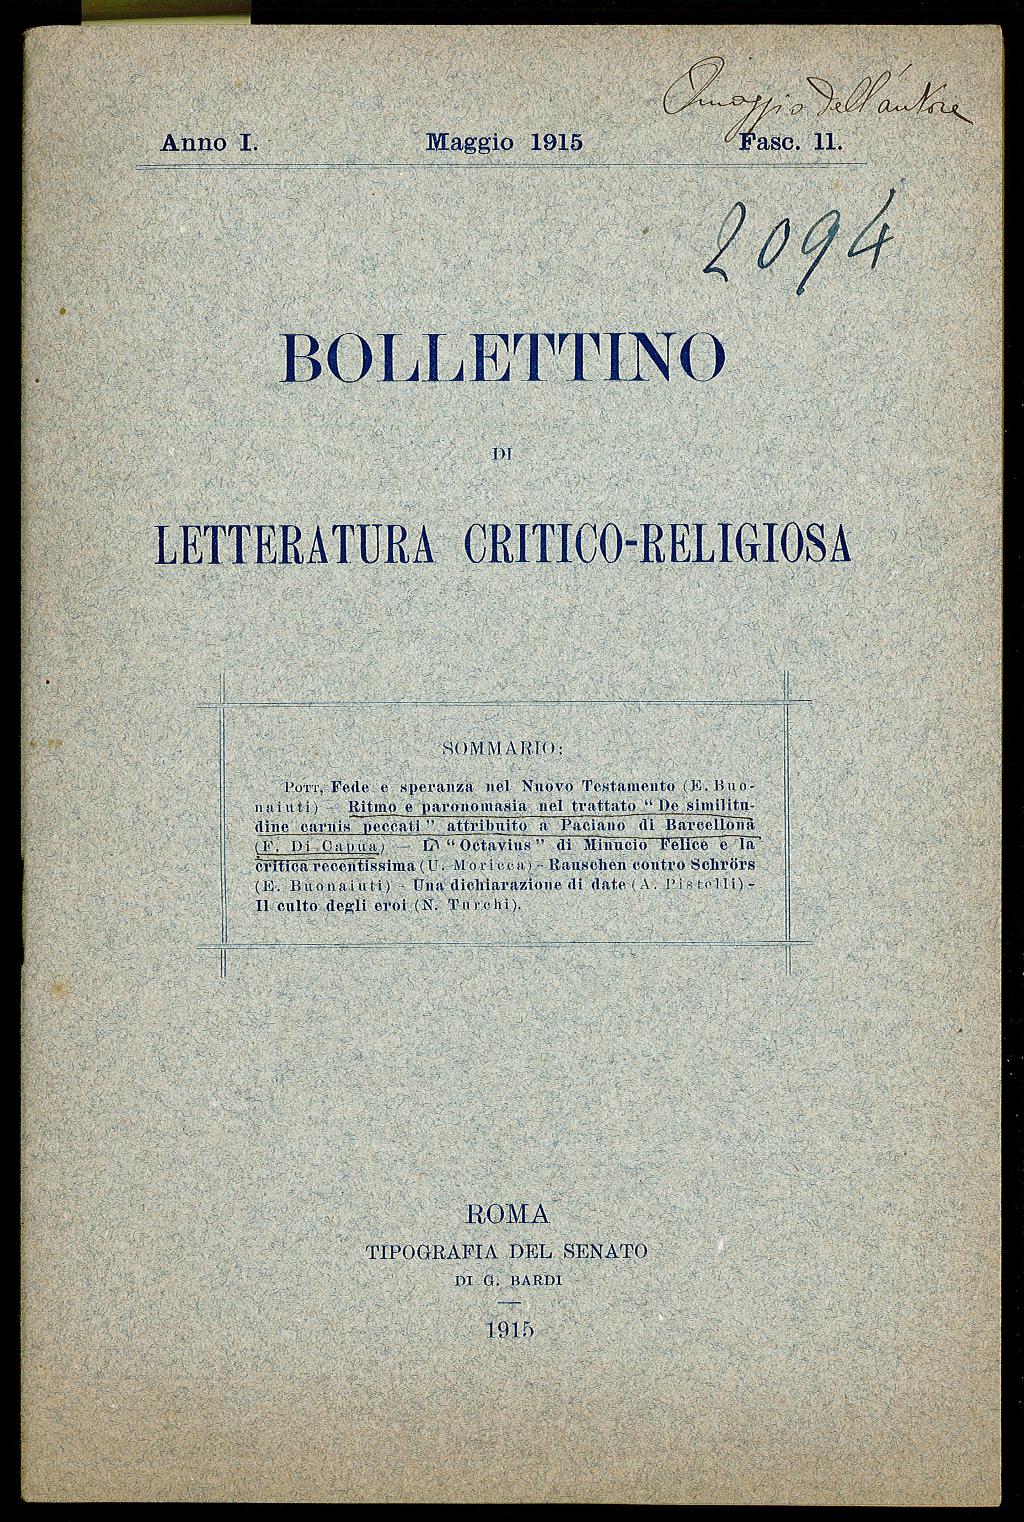 Omaggio dell'autore
Anno I. Maggio 1915 Fasc. 11.
2094
BOLLETTINO
DI
LETTERATURA CRITICO-RELIGIOSA
SOMMARIO:
POTT, Fede e speranza nel Nuovo Testamento (E. Buo-
naiuti) - Ritmo e paronomasia nel trattato "De similitu-
dine carnis peccati" attribuito a Paciano di Barcellona
(F. Di Capua) — L' "Octavius" di Minucio Felice e la
critica recentissima (U. Moricca) - Rauschen contro Schrörs
(E. Buonaiuti) - Una dichiarazione di date (A. Pistelli) -
Il culto degli eroi (N. Turchi).
ROMA
TIPOGRAFIA DEL SENATO
DI G. BARDI
1915